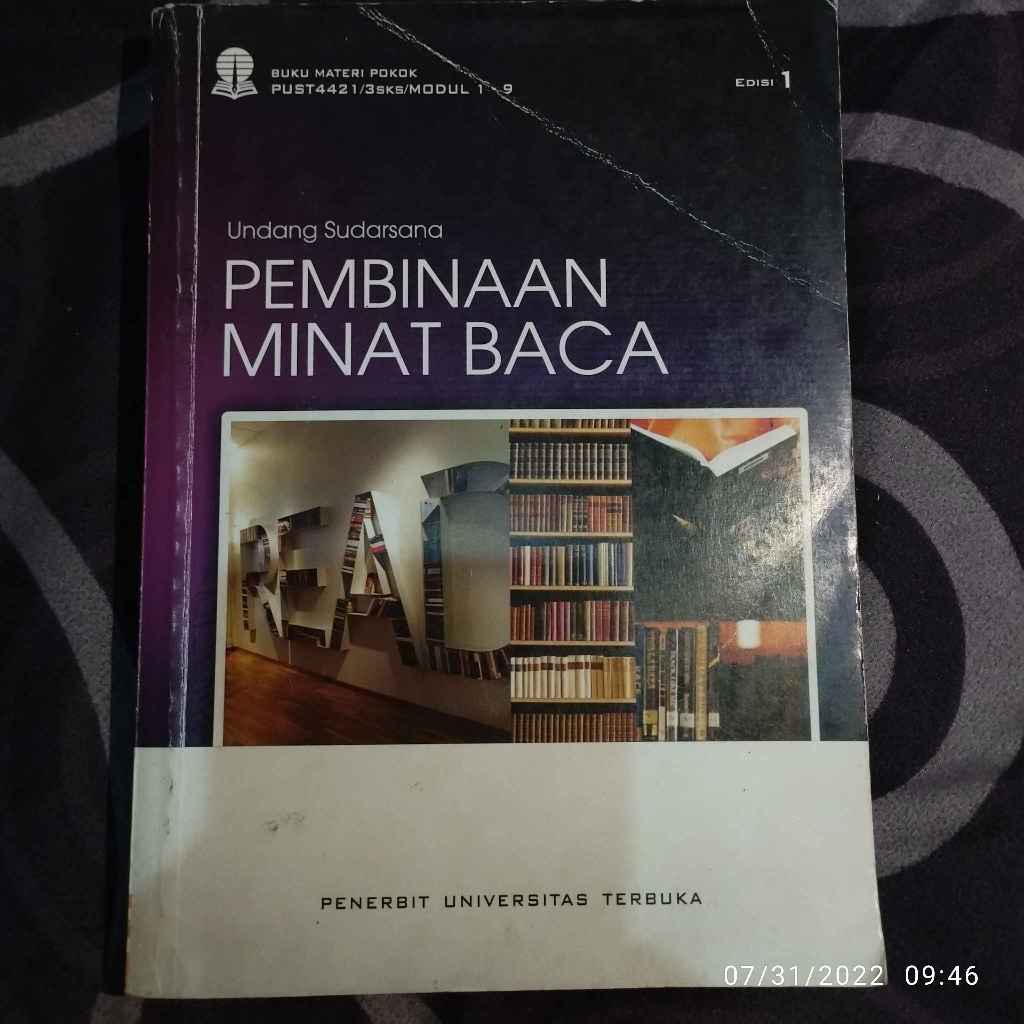 BUKU MATERI POKOK
PUST4421/3SKS/MODUL 1 - 9
EDISI 1
Undang Sudarsana
PEMBINAAN
MINAT BACA
READ
PENERBIT UNIVERSITAS TERBUKA
07/31/2022 09:46